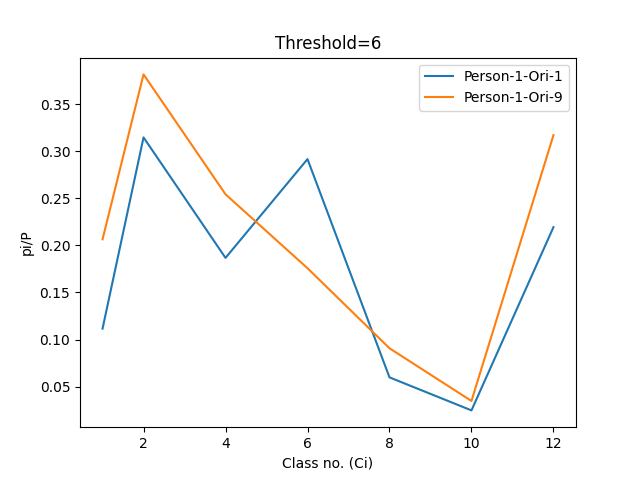 Threshold=6
Person-1-Ori-1
Person-1-Ori-9
pi/P
0.35
0.30
0.25
0.20
0.15
0.10
0.05
2 4 6 8 10 12
Class no. (Ci)